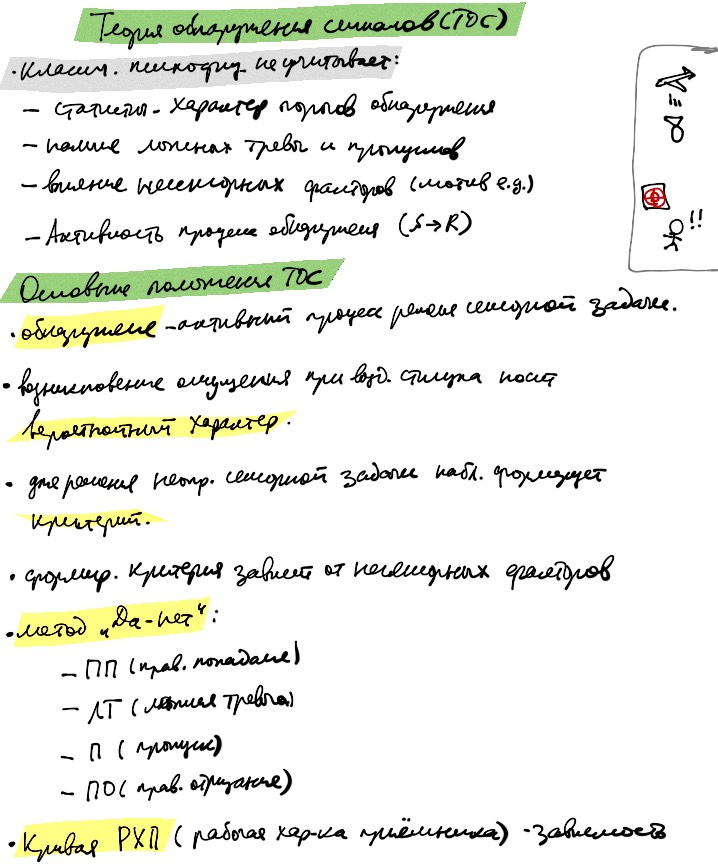 Теория обнаружения сигналов (ТОС)
• Классич. психофиз. не учитывает:
– статистич. характер порогов обнаружения
– наличие ложных тревог и пропусков
– влияние несенсорных факторов (мотив e.g.)
– Активность процесса обнаружения (S→R)
!!
Основные положения ТОС
• обнаружение – активный процесс решения сенсорной задачи.
• возникновение ощущения при возд. стимула носит
вероятностный характер.
• для решения неопр. сенсорной задачи набл. формирует
критерий.
• формир. критерия зависит от несенсорных факторов
• метод „Да-нет“:
– ПП (прав. попадание)
– ЛТ (ложная тревога)
– П (пропуск)
– ПО (прав. отрицание)
• Кривая РХП (рабочая хар-ка приёмника) - зависимость